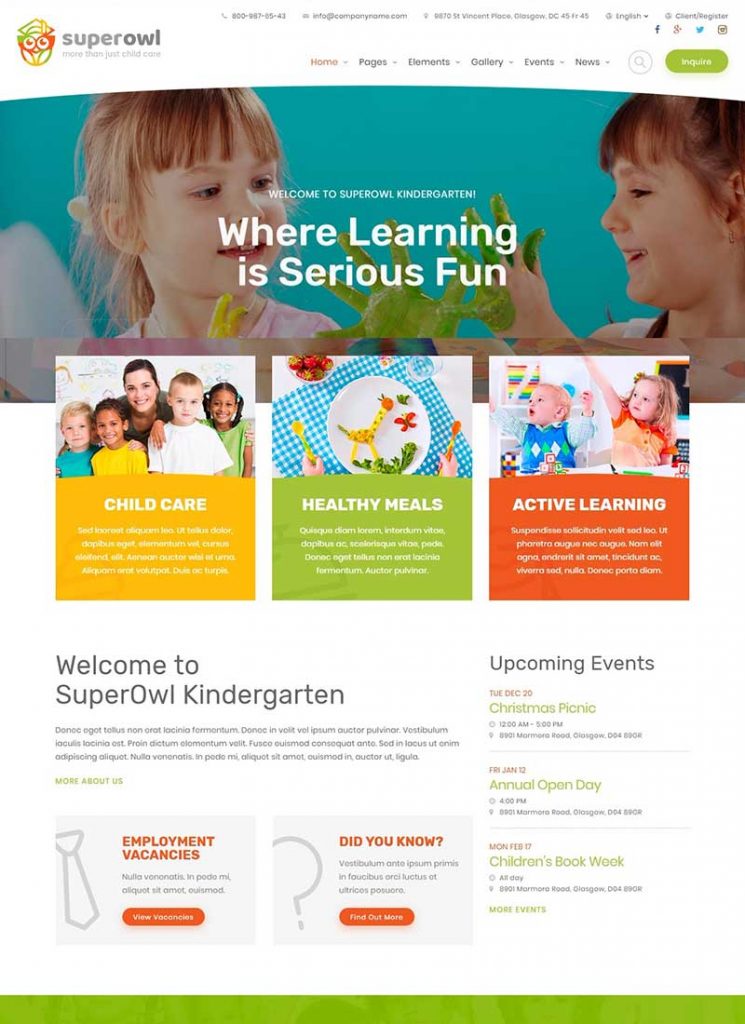 800-987-65-43
info@companyname.com
9870 St Vincent Place, Glasgow, DC 45 Fr 45
English
Client/Register
superowl
more than just child care
Home
Pages
Elements
Gallery
Events
News
Inquire
WELCOME TO SUPEROWL KINDERGARTEN!
Where Learning
is Serious Fun
CHILD CARE
Sed laoreet aliquam leo. Ut tellus dolor,
dapibus eget, elementum vel, cursus
eleifend, elit. Aenean auctor wisi et urna.
Aliquam erat volutpat. Duis ac turpis.
HEALTHY MEALS
Quisque diam lorem, interdum vitae,
dapibus ac, scelerisque vitae, pede.
Donec eget tellus non erat lacinia
fermentum. Auctor pulvinar.
ACTIVE LEARNING
Suspendisse sollicitudin velit sed leo. Ut
pharetra augue nec augue. Nam elit
agna, endrerit sit amet, tincidunt ac,
viverra sed, nulla. Donec porta diam.
Welcome to
SuperOwl Kindergarten
Donec eget tellus non erat lacinia fermentum. Donec in velit vel ipsum auctor pulvinar. Vestibulum
iaculis lacinia est. Proin dictum elementum velit. Fusce euismod consequat ante. Sed in lacus ut enim
adipiscing aliquet. Nulla venenatis. In pede mi, aliquet sit amet, euismod in, auctor ut, ligula.
MORE ABOUT US
EMPLOYMENT
VACANCIES
Nulla venenatis. In pede mi,
aliquet sit amet, euismod.
View Vacancies
DID YOU KNOW?
Vestibulum ante ipsum primis
in faucibus orci luctus et
ultrices posuere.
Find Out More
Upcoming Events
TUE DEC 20
Christmas Picnic
12:00 AM - 5:00 PM
8901 Marmora Road, Glasgow, D04 89GR
FRI JAN 12
Annual Open Day
4:00 PM
8901 Marmora Road, Glasgow, D04 89GR
MON FEB 17
Children's Book Week
All day
8901 Marmora Road, Glasgow, D04 89GR
MORE EVENTS